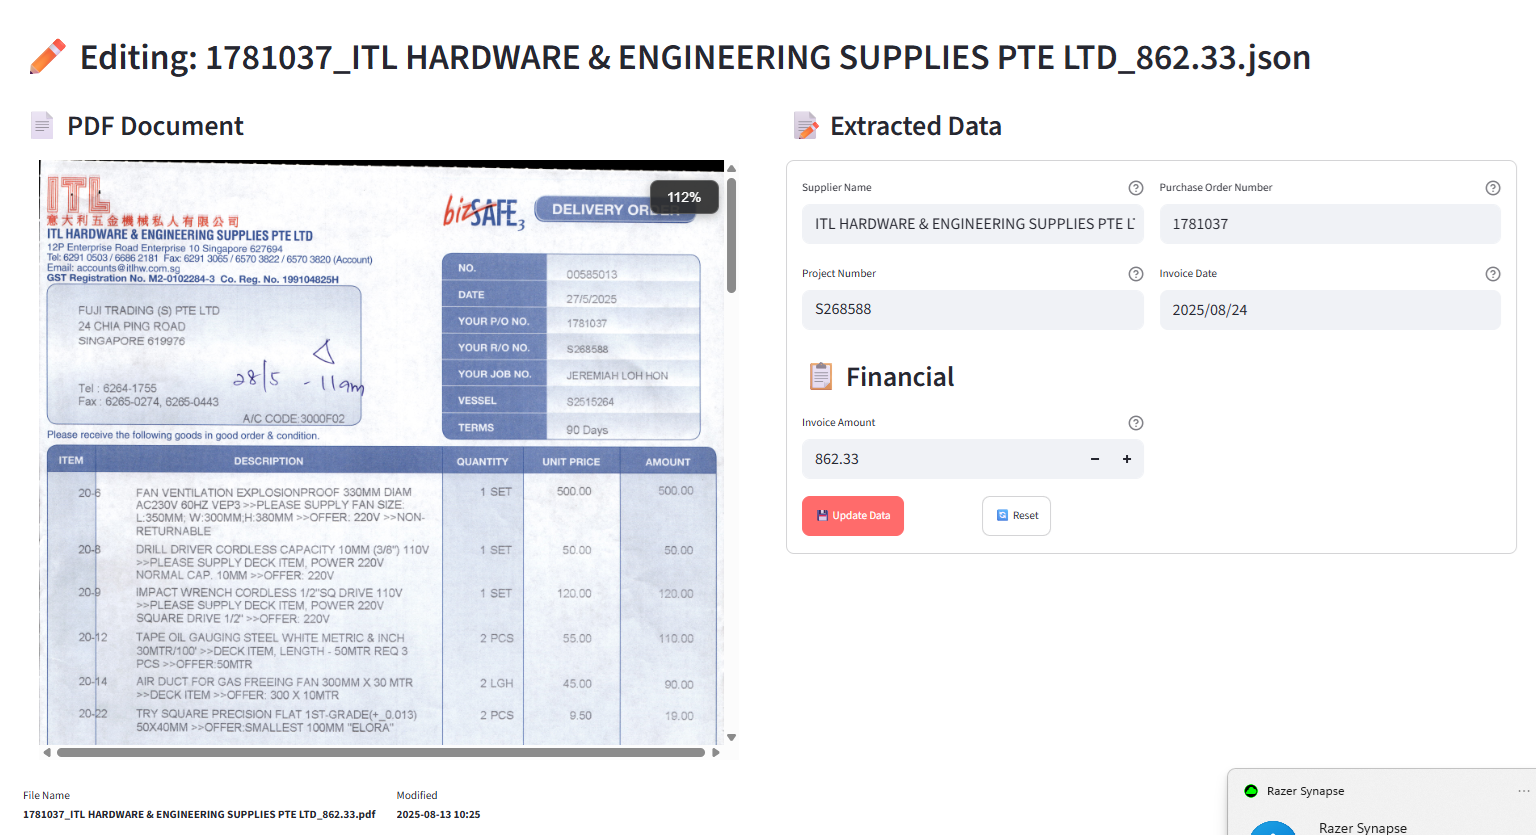 Editing: 1781037_ITL HARDWARE & ENGINEERING SUPPLIES PTE LTD_862.33.json
PDF Document
ITL
意大利五金機械私人有限公司
ITL HARDWARE & ENGINEERING SUPPLIES PTE LTD
12P Enterprise Road Enterprise 10 Singapore 627694
Tel: 6291 0503 / 6686 2181 Fax: 6291 3065 / 6570 3822 / 6570 3820 (Account)
Email: accounts@itlhw.com.sg
GST Registration No. M2-0102284-3 Co. Reg. No. 199104825H
bizSAFE3
DELIVERY
112%
FUJI TRADING (S) PTE LTD
24 CHIA PING ROAD
SINGAPORE 619976
28/5 - 11am
Tel : 6264-1755
Fax : 6265-0274, 6265-0443
A/C CODE:3000F02
NO. 00585013
DATE 27/5/2025
YOUR P/O NO. 1781037
YOUR R/O NO. S268588
YOUR JOB NO. JEREMIAH LOH HON
VESSEL S2515264
TERMS 90 Days
Please receive the following goods in good order & condition.
ITEM DESCRIPTION QUANTITY UNIT PRICE AMOUNT
20-6 FAN VENTILATION EXPLOSIONPROOF 330MM DIAM 1 SET 500.00 500.00
AC230V 60HZ VEP3 >>PLEASE SUPPLY FAN SIZE:
L:350MM; W:300MM;H:380MM >>OFFER: 220V >>NON-
RETURNABLE
20-8 DRILL DRIVER CORDLESS CAPACITY 10MM (3/8") 110V 1 SET 50.00 50.00
>>PLEASE SUPPLY DECK ITEM, POWER 220V
NORMAL CAP. 10MM >>OFFER: 220V
20-9 IMPACT WRENCH CORDLESS 1/2"SQ DRIVE 110V 1 SET 120.00 120.00
>>PLEASE SUPPLY DECK ITEM, POWER 220V
SQUARE DRIVE 1/2" >>OFFER: 220V
20-12 TAPE OIL GAUGING STEEL WHITE METRIC & INCH 2 PCS 55.00 110.00
30MTR/100' >>DECK ITEM, LENGTH - 50MTR REQ 3
PCS >>OFFER:50MTR
20-14 AIR DUCT FOR GAS FREEING FAN 300MM X 30 MTR 2 LGH 45.00 90.00
>>DECK ITEM >>OFFER: 300 X 10MTR
20-22 TRY SQUARE PRECISION FLAT 1ST-GRADE(+_0.013) 2 PCS 9.50 19.00
50X40MM >>OFFER:SMALLEST 100MM "ELORA"
File Name
1781037_ITL HARDWARE & ENGINEERING SUPPLIES PTE LTD_862.33.pdf
Modified
2025-08-13 10:25
Extracted Data
Supplier Name
ITL HARDWARE & ENGINEERING SUPPLIES PTE
Purchase Order Number
1781037
Project Number
S268588
Invoice Date
2025/08/24
Financial
Invoice Amount
862.33
Update Data
Reset
Razer Synapse
Razer Synapse